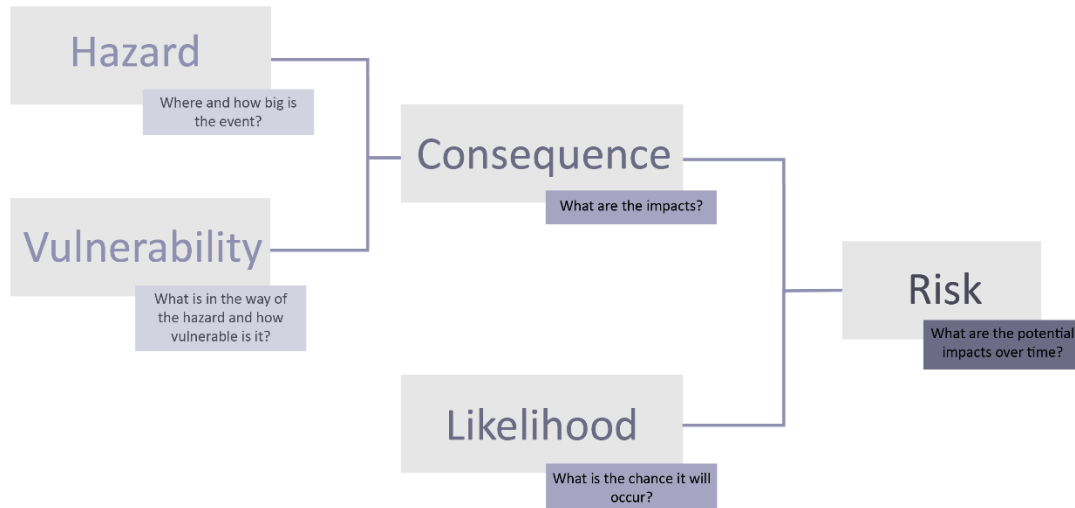 Hazard
Where and how big is
the event?
Vulnerability
What is in the way of
the hazard and how
vulnerable is it?
Consequence
What are the impacts?
Likelihood
What is the chance it will
occur?
Risk
What are the potential
impacts over time?